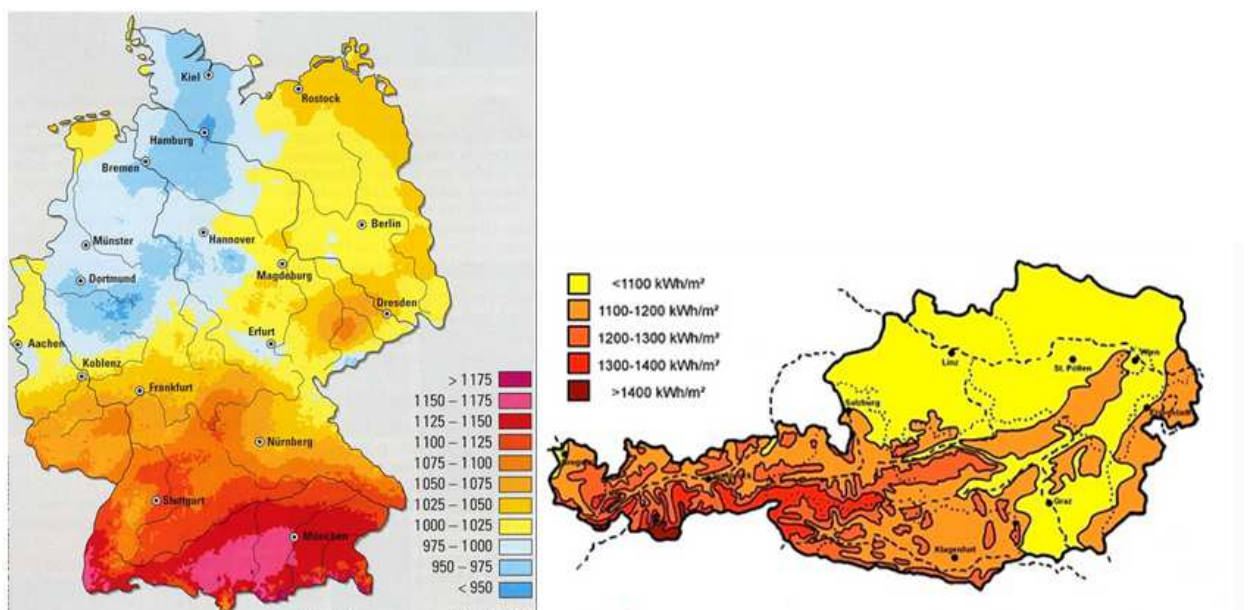 Kiel
Rostock
Hamburg
Bremen
Berlin
Hannover
Münster
Magdeburg
Dortmund
Dresden
Erfurt
Aachen
Koblenz
Frankfurt
Nürnberg
Stuttgart
München
> 1175
1150 – 1175
1125 – 1150
1100 – 1125
1075 – 1100
1050 – 1075
1025 – 1050
1000 – 1025
975 – 1000
950 – 975
< 950
<1100 kWh/m²
1100-1200 kWh/m²
1200-1300 kWh/m²
1300-1400 kWh/m²
>1400 kWh/m²
Linz
St. Pölten
Wien
Salzburg
Graz
Klagenfurt